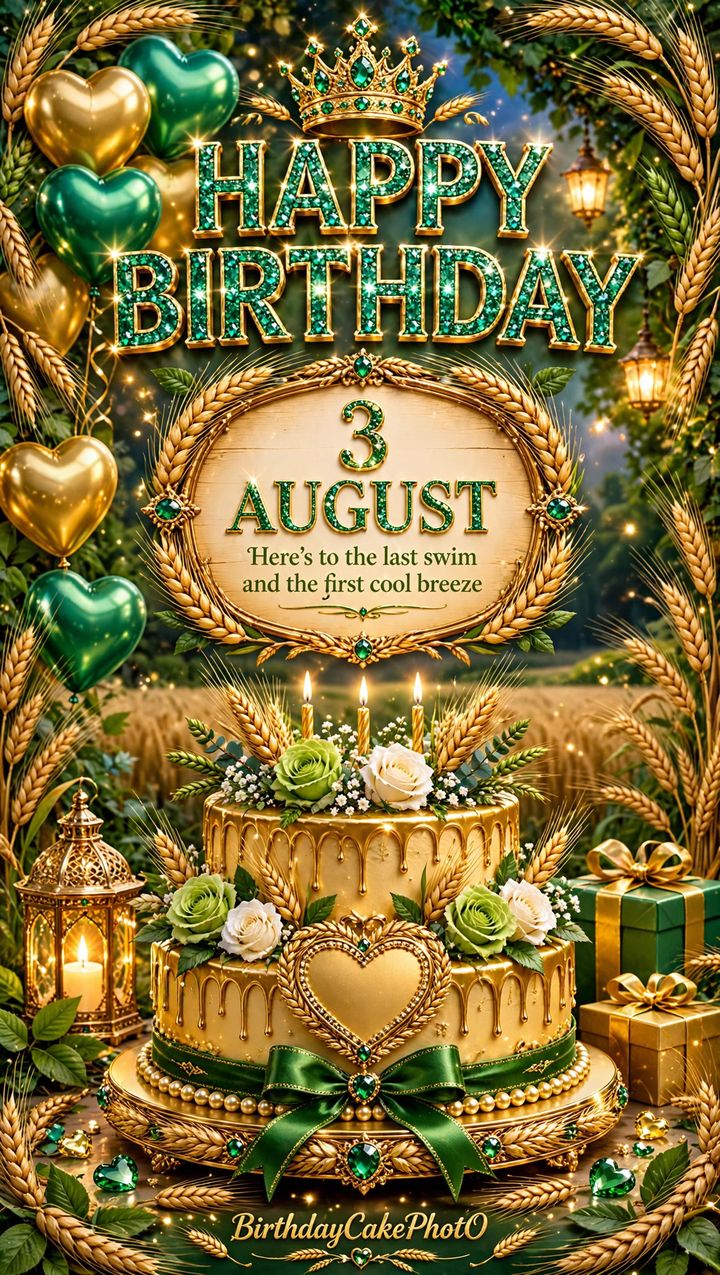 HAPPY
BIRTHDAY
3
AUGUST
Here's to the last swim
and the first cool breeze
BirthdayCakePhotO